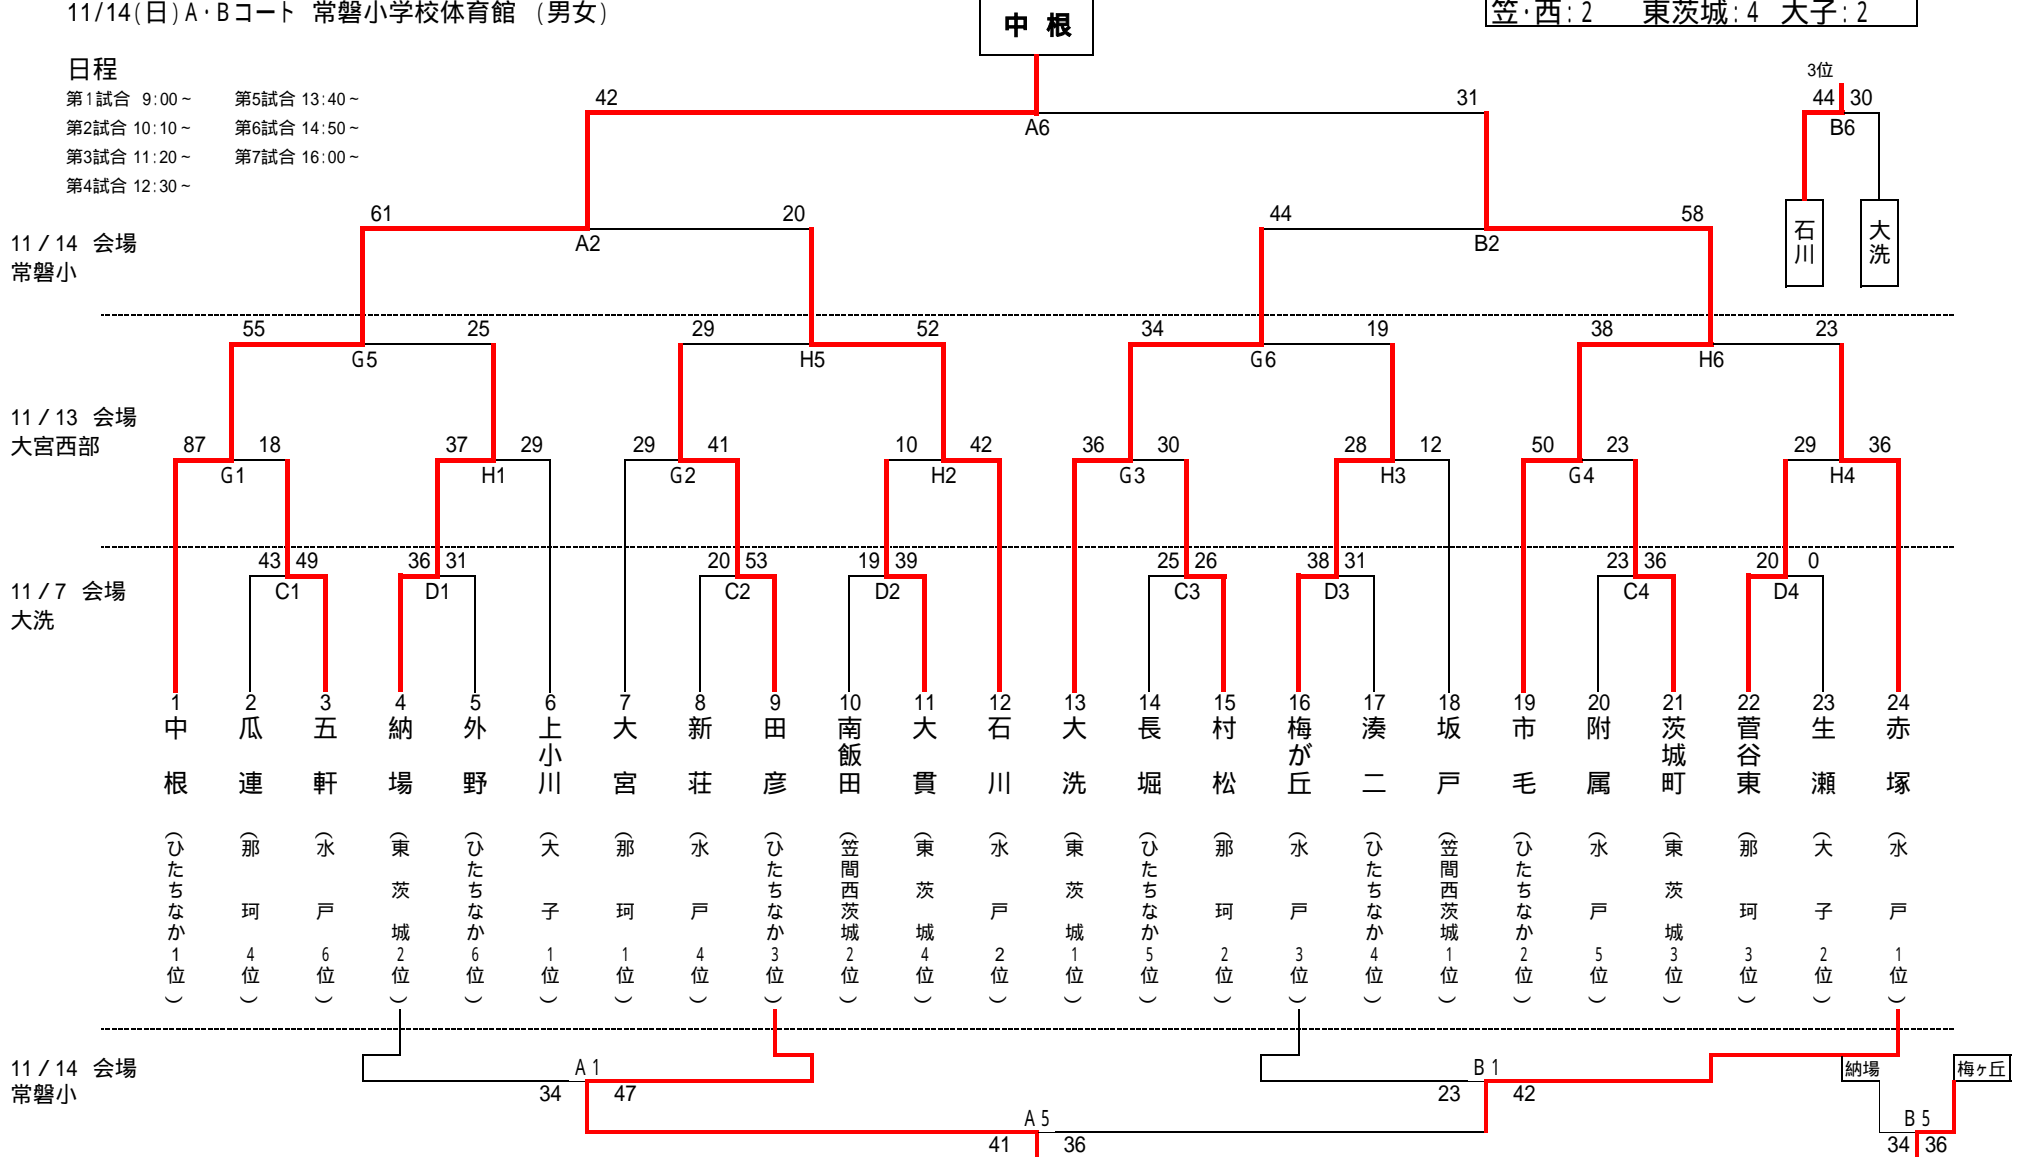 11/14(日)A・Bコート 常磐小学校体育館 (男女)
中根
笠・西:2 東茨城:4 大子:2
日程
第1試合 9:00~ 第5試合 13:40~
第2試合 10:10~ 第6試合 14:50~
第3試合 11:20~ 第7試合 16:00~
第4試合 12:30~
3位
44 30
B6
石川 大洗
42 31
A6
61 20 44 58
A2 B2
11/14 会場
常磐小
55 25 29 52 34 19 38 23
G5 H5 G6 H6
11/13 会場
大宮西部
87 18 37 29 29 41 10 42 36 30 28 12 50 23 29 36
G1 H1 G2 H2 G3 H3 G4 H4
43 49 36 31 20 53 19 39 25 26 38 31 23 36 20 0
C1 D1 C2 D2 C3 D3 C4 D4
11/7 会場
大洗
1 中根 (ひたちなか1位)
2 瓜連 (那珂4位)
3 五軒 (水戸6位)
4 納場 (東茨城2位)
5 外野 (ひたちなか6位)
6 上小川 (大子1位)
7 大宮 (那珂1位)
8 新荘 (水戸4位)
9 田彦 (ひたちなか3位)
10 南飯田 (笠間西茨城2位)
11 大貫 (東茨城4位)
12 石川 (水戸2位)
13 大洗 (東茨城1位)
14 長堀 (ひたちなか5位)
15 村松 (那珂2位)
16 梅が丘 (水戸3位)
17 湊二 (ひたちなか4位)
18 坂戸 (笠間西茨城1位)
19 市毛 (ひたちなか2位)
20 附属 (水戸5位)
21 茨城町 (東茨城3位)
22 菅谷東 (那珂3位)
23 生瀬 (大子2位)
24 赤塚 (水戸1位)
11/14 会場
常磐小
A1 B1
34 47 23 42
納場 梅ヶ丘
A5 B5
41 36 34 36